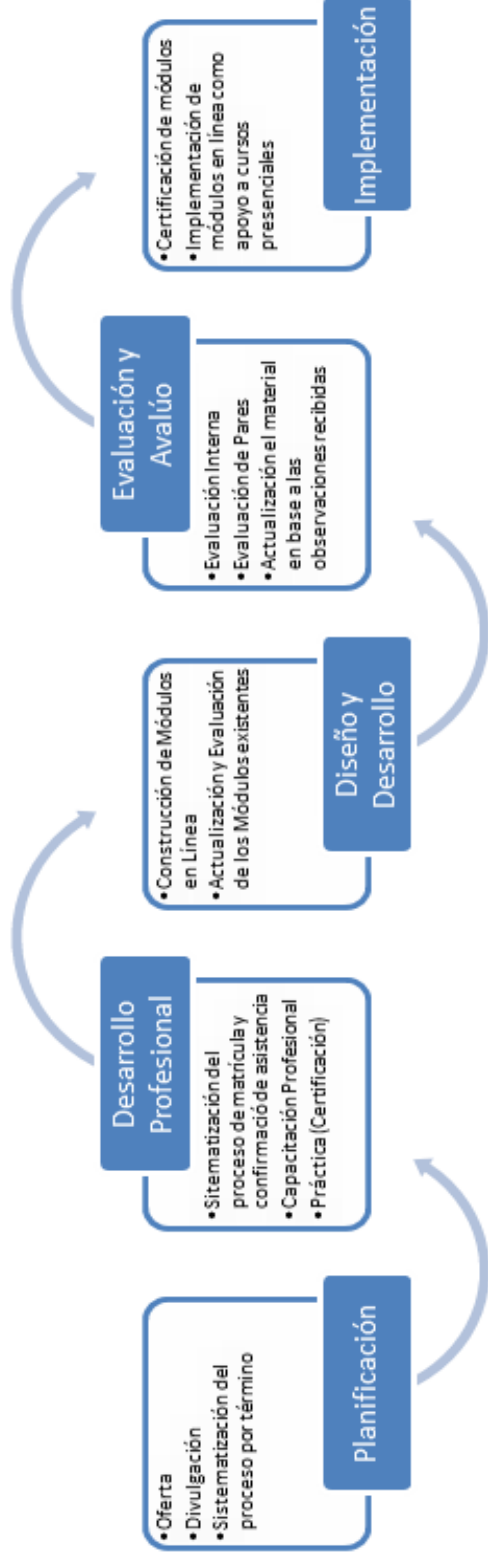 •Oferta
•Divulgación
•Sistematización del
proceso por término
Planificación
Desarrollo
Profesional
•Sitematización del
proceso de matrícula y
confirmació de asistencia
•Capacitación Profesional
•Práctica (Certificación)
•Construcción de Módulos
en Línea
•Actualización y Evaluación
de los Módulos existentes
Diseño y
Desarrollo
Evaluación y
Avalúo
•Evaluación Interna
•Evaluación de Pares
•Actualización el material
en base a las
observaciones recibidas
•Certificación de módulos
•Implementación de
módulos en línea como
apoyo a cursos
presenciales
Implementación